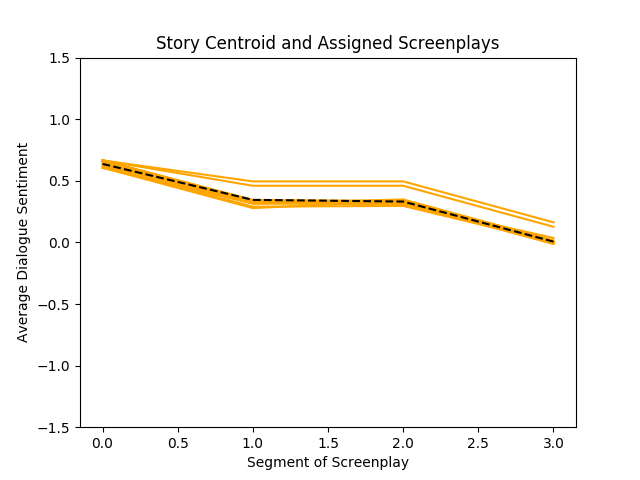 Story Centroid and Assigned Screenplays
1.5
1.0
0.5
0.0
−0.5
−1.0
−1.5
Average Dialogue Sentiment
0.0 0.5 1.0 1.5 2.0 2.5 3.0
Segment of Screenplay